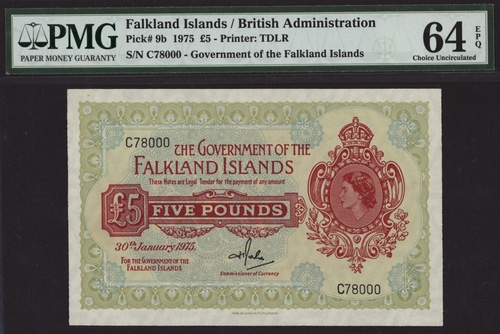 PMG
PAPER MONEY GUARANTY
Falkland Islands / British Administration
Pick# 9b 1975 £5 - Printer: TDLR
S/N C78000 - Government of the Falkland Islands
64 EPQ
Choice Uncirculated
C78000
THE GOVERNMENT OF THE
FALKLAND ISLANDS
These Notes are Legal Tender for the payment of any amount
£5 FIVE POUNDS
30th January 1975.
FOR THE GOVERNMENT OF THE
FALKLAND ISLANDS
Commissioner of Currency
C78000